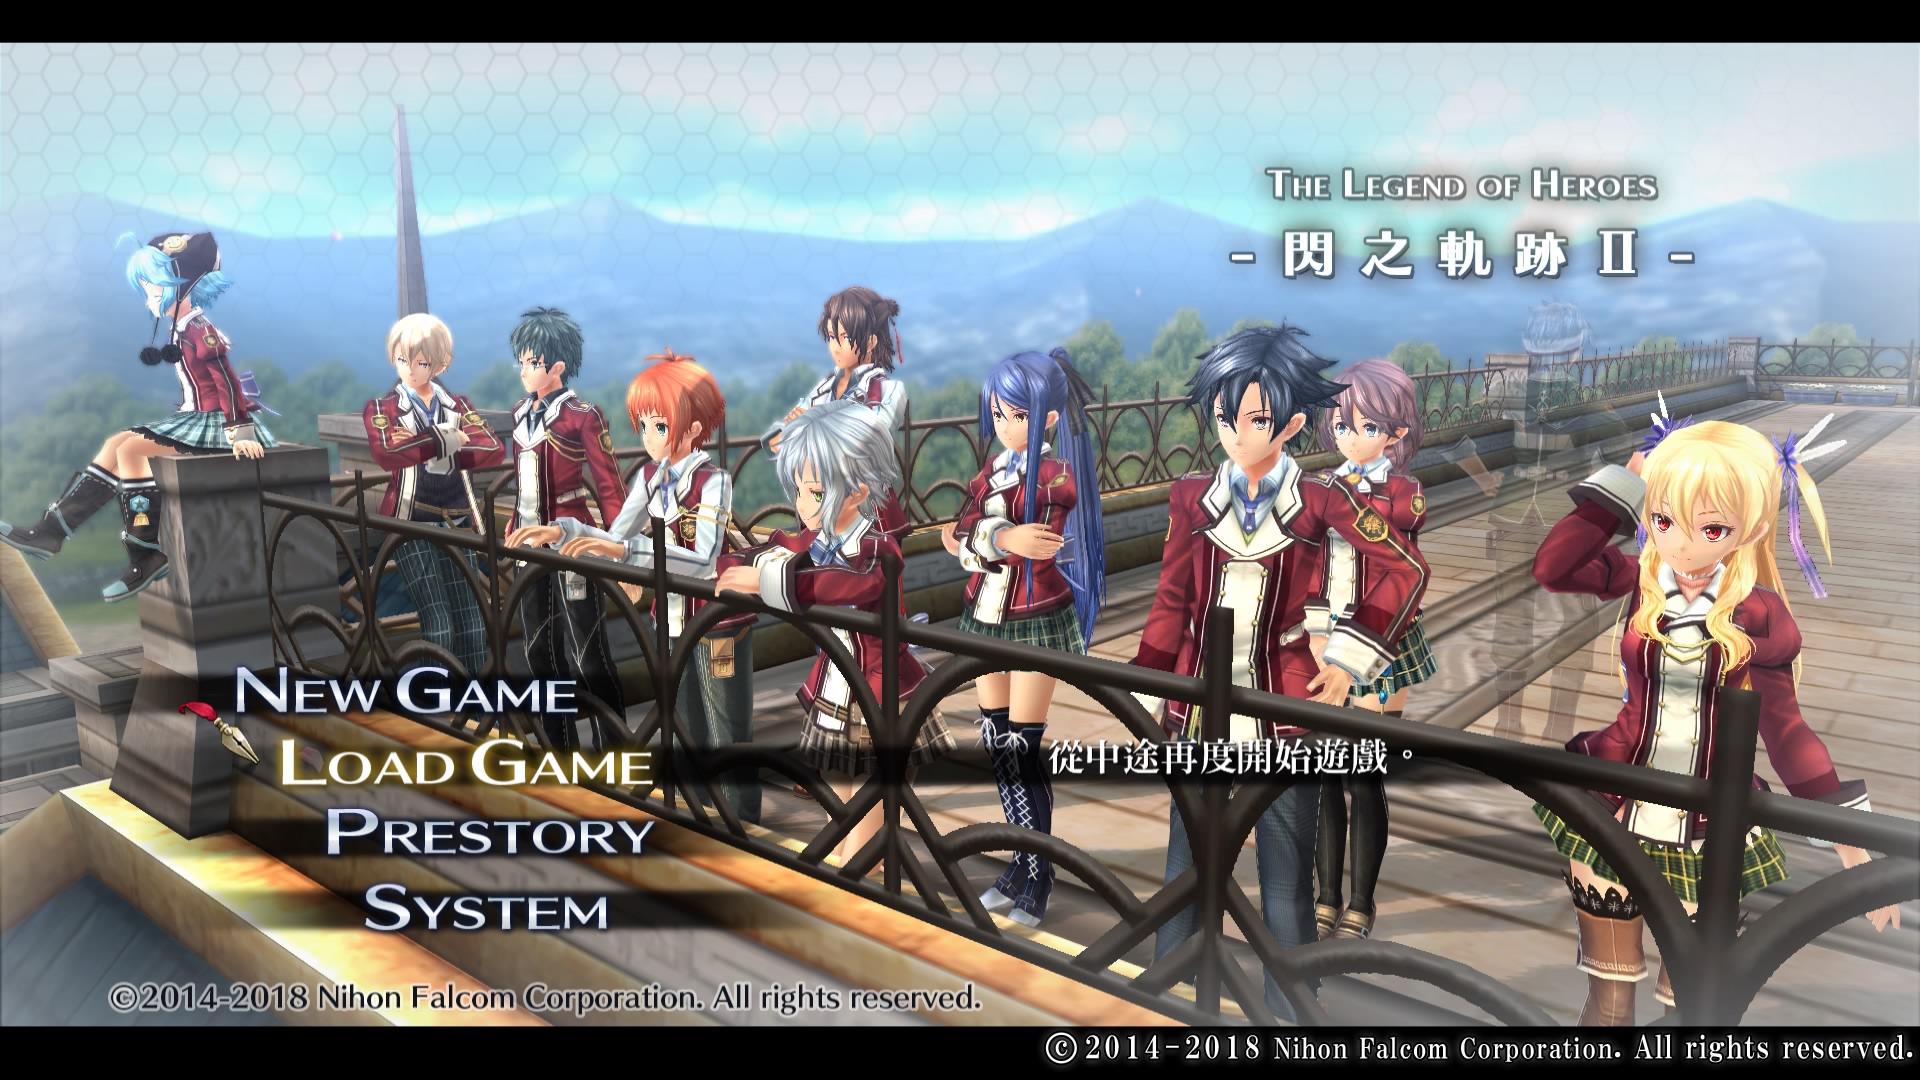 THE LEGEND OF HEROES
- 閃之軌跡 II -
NEW GAME
LOAD GAME
從中途再度開始遊戲。
PRESTORY
SYSTEM
©2014-2018 Nihon Falcom Corporation. All rights reserved.
©2014-2018 Nihon Falcom Corporation. All rights reserved.